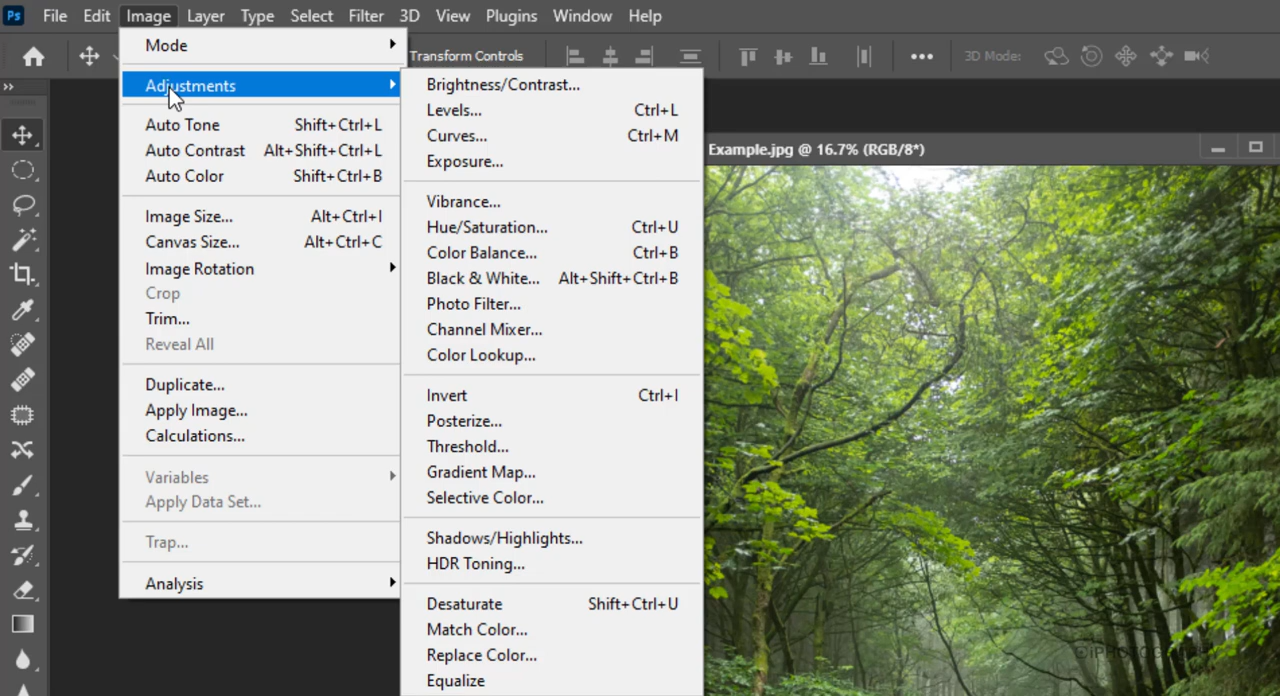 Ps File Edit Image Layer Type Select Filter 3D View Plugins Window Help
Transform Controls 3D Mode:
Mode
Adjustments
Auto Tone Shift+Ctrl+L
Auto Contrast Alt+Shift+Ctrl+L
Auto Color Shift+Ctrl+B
Image Size... Alt+Ctrl+I
Canvas Size... Alt+Ctrl+C
Image Rotation
Crop
Trim...
Reveal All
Duplicate...
Apply Image...
Calculations...
Variables
Apply Data Set...
Trap...
Analysis
Brightness/Contrast...
Levels... Ctrl+L
Curves... Ctrl+M
Exposure...
Vibrance...
Hue/Saturation... Ctrl+U
Color Balance... Ctrl+B
Black & White... Alt+Shift+Ctrl+B
Photo Filter...
Channel Mixer...
Color Lookup...
Invert Ctrl+I
Posterize...
Threshold...
Gradient Map...
Selective Color...
Shadows/Highlights...
HDR Toning...
Desaturate Shift+Ctrl+U
Match Color...
Replace Color...
Equalize
Example.jpg @ 16.7% (RGB/8*)